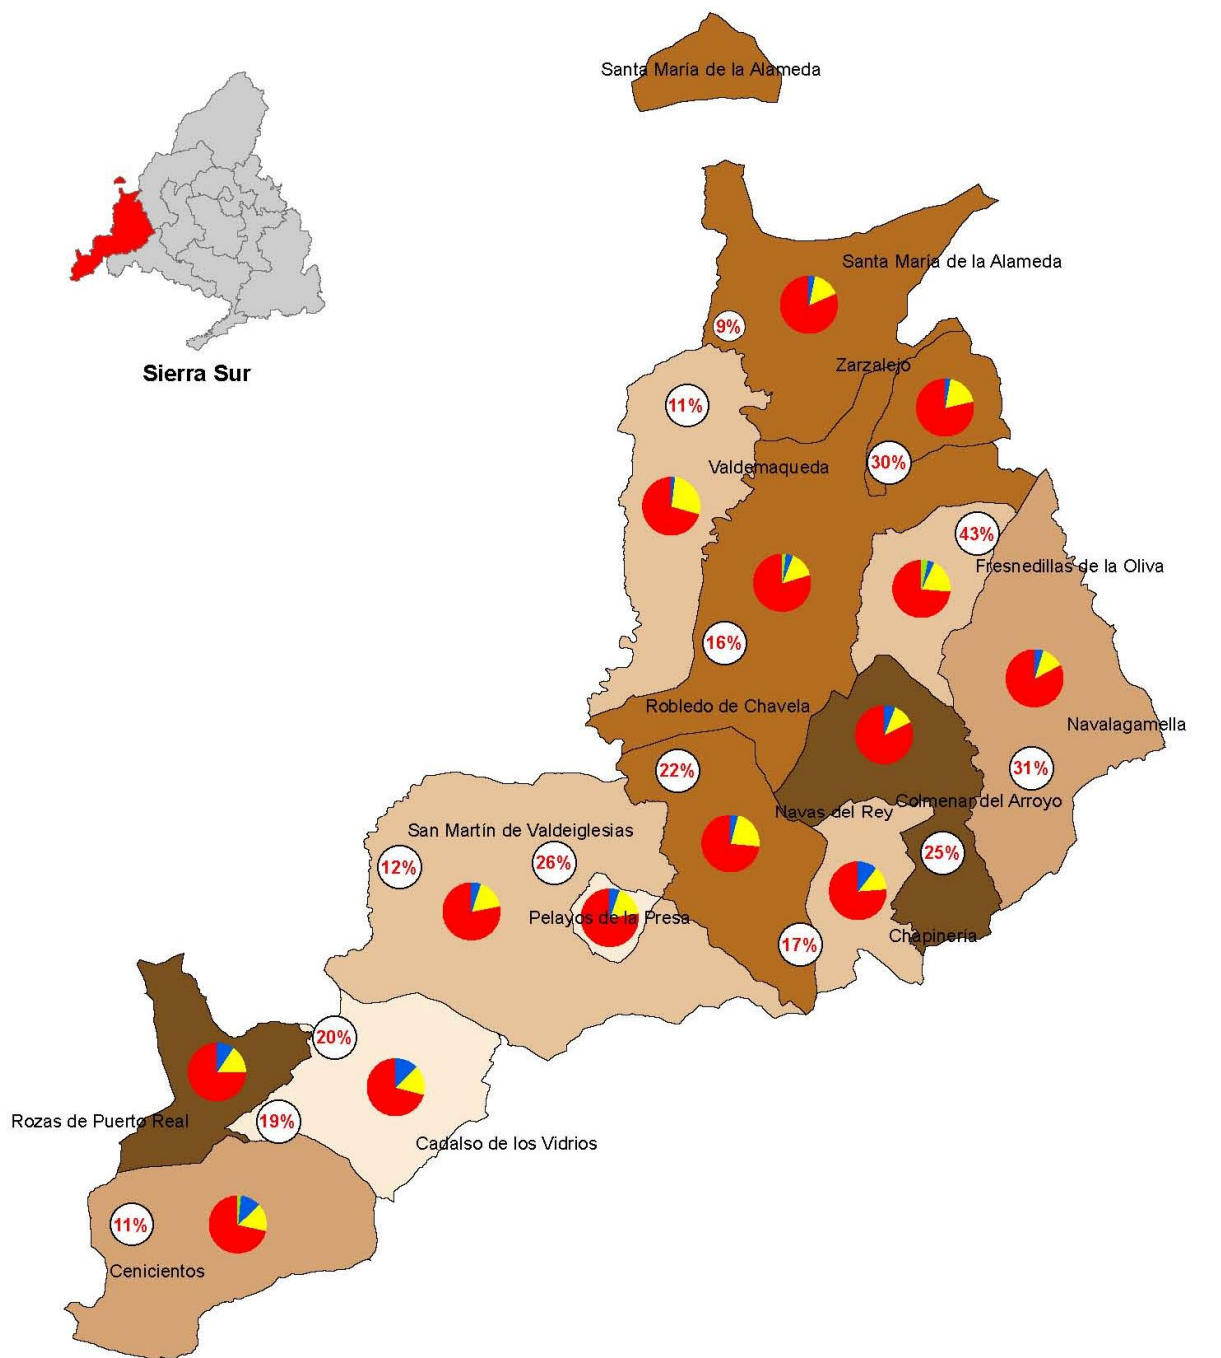 Santa María de la Alameda
Sierra Sur
Santa María de la Alameda
9%
Zarzalejo
11%
Valdemaqueda
30%
43%
Fresnedillas de la Oliva
16%
Robledo de Chavela
Navalagamella
22%
31%
Navas del Rey
Colmenar del Arroyo
San Martín de Valdeiglesias
12%
26%
25%
Pelayos de la Presa
Chapinería
17%
20%
Rozas de Puerto Real
19%
Cadalso de los Vidrios
11%
Cenicientos